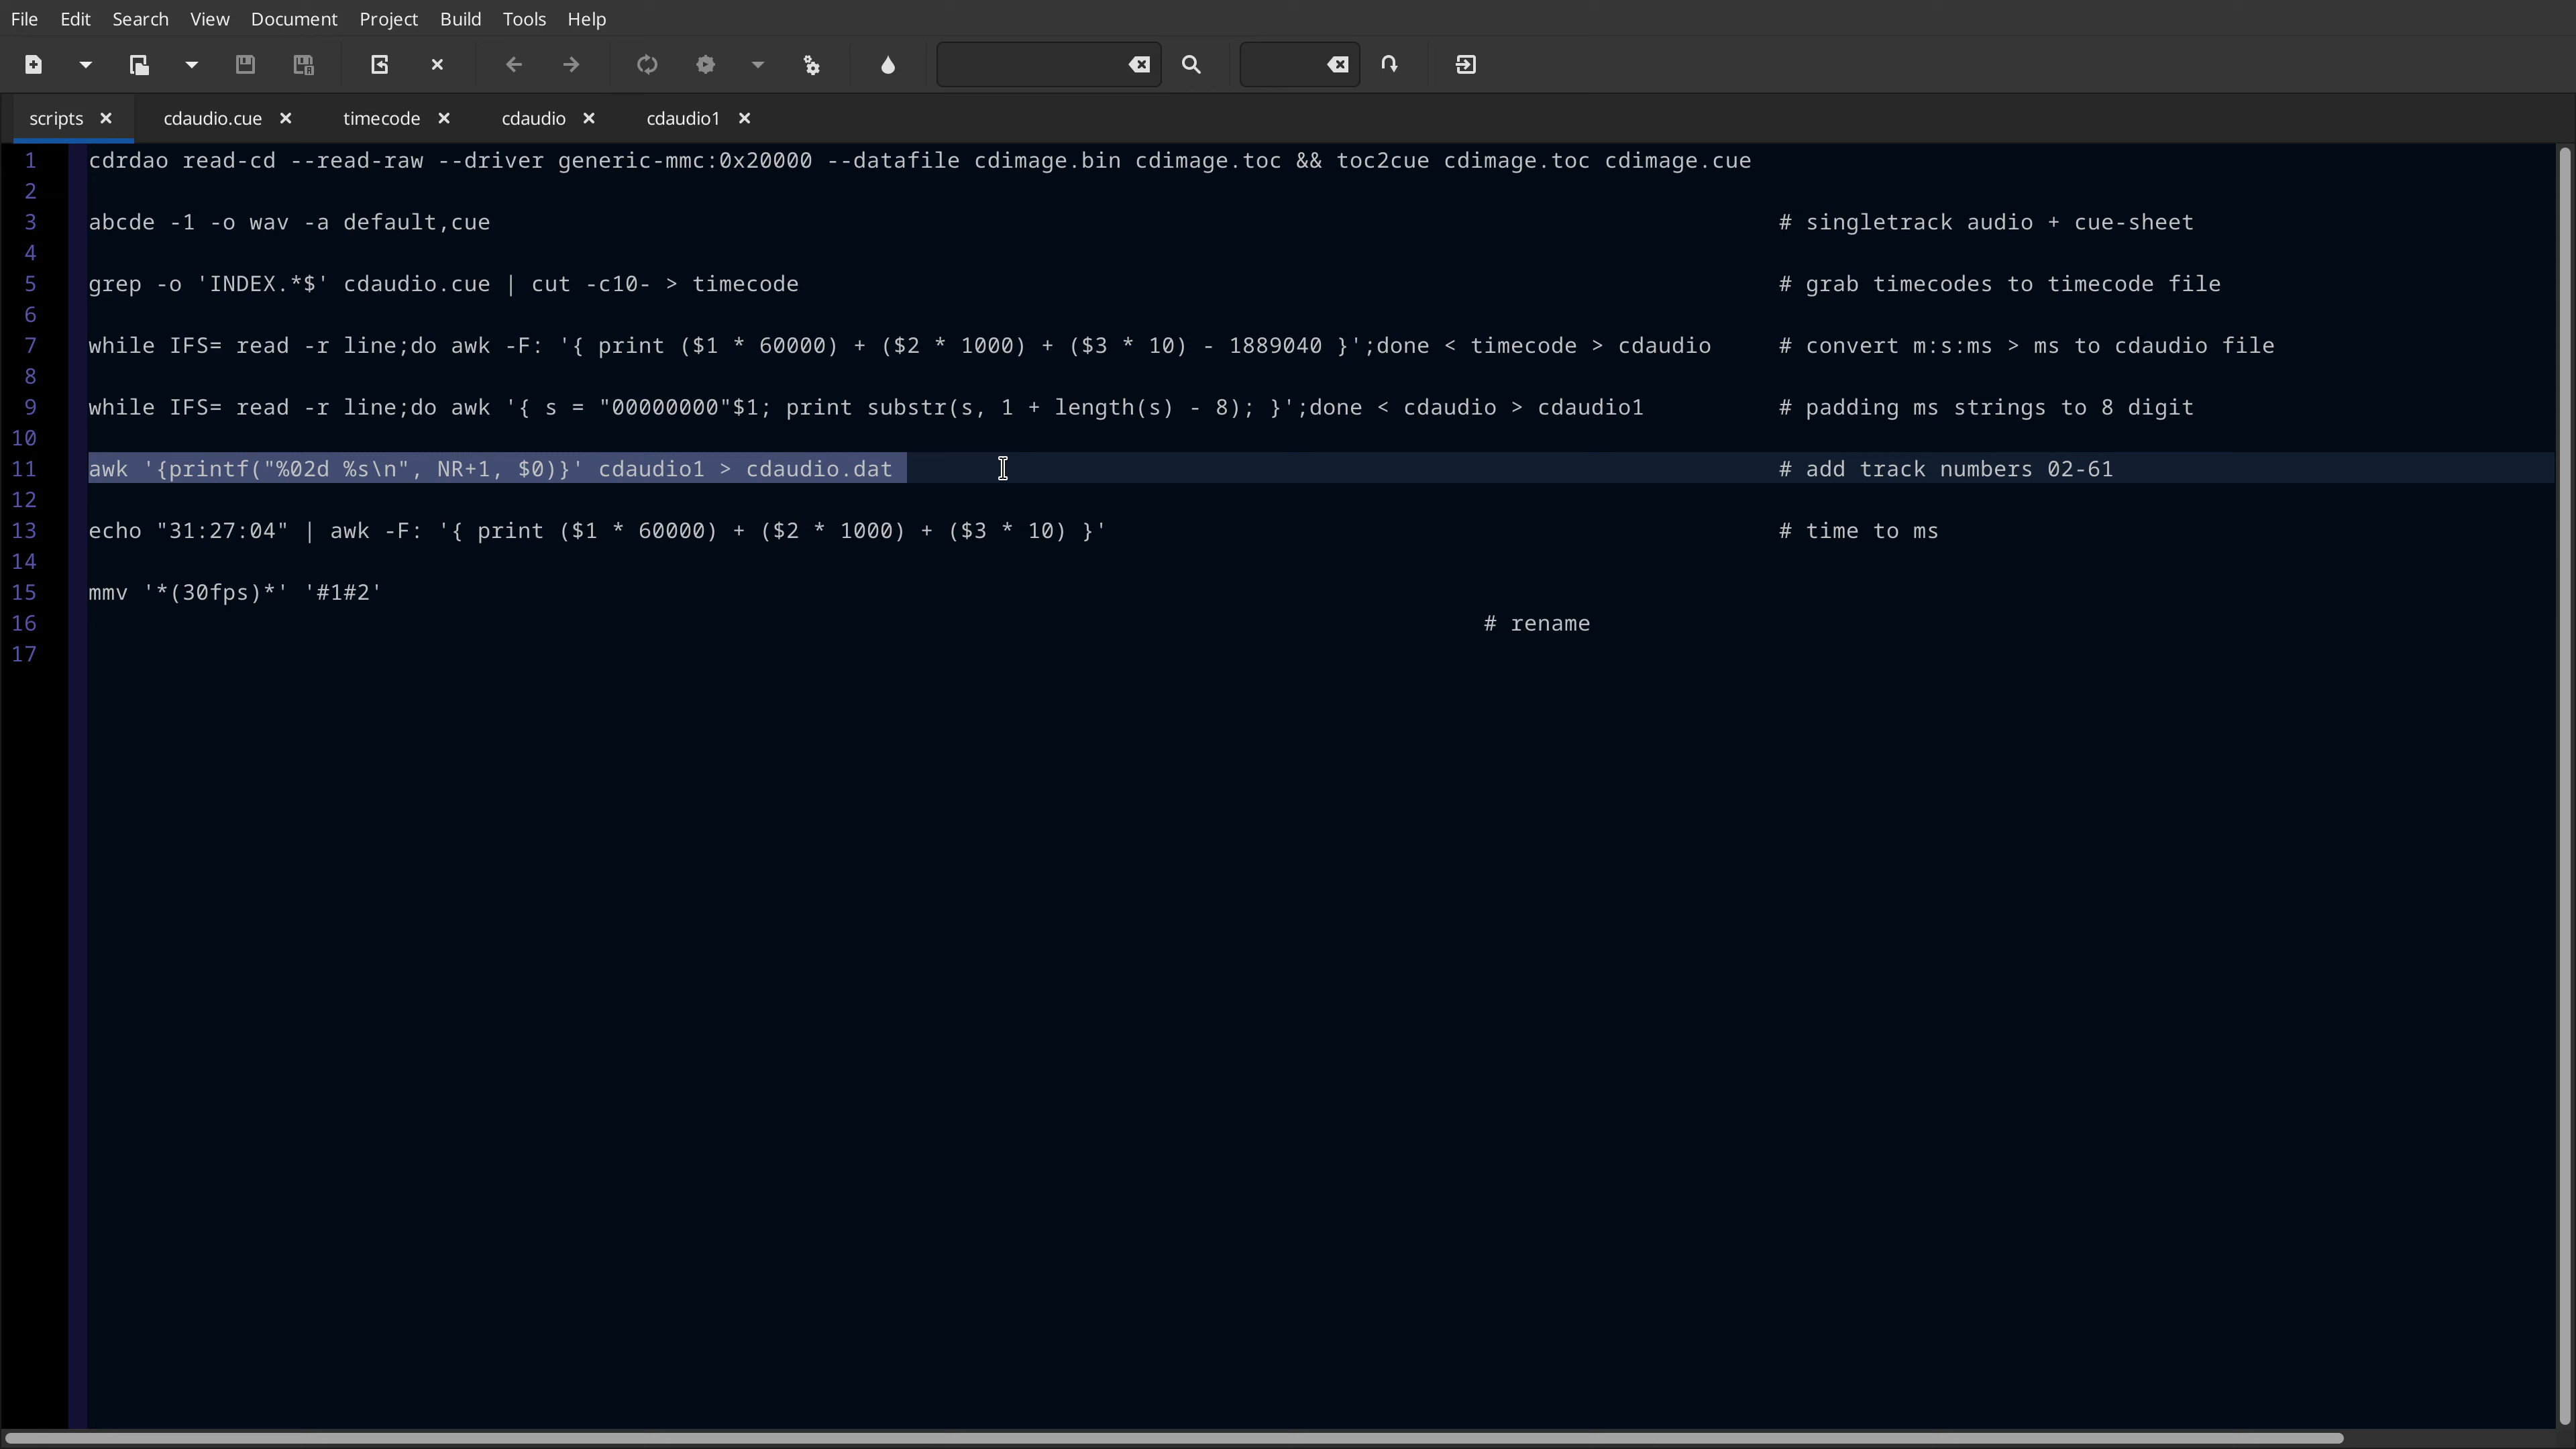 File Edit Search View Document Project Build Tools Help
scripts cdaudio.cue timecode cdaudio cdaudio1
1 cdrdao read-cd --read-raw --driver generic-mmc:0x20000 --datafile cdimage.bin cdimage.toc && toc2cue cdimage.toc cdimage.cue
2
3 abcde -1 -o wav -a default,cue # singletrack audio + cue-sheet
4
5 grep -o 'INDEX.*$' cdaudio.cue | cut -c10- > timecode # grab timecodes to timecode file
6
7 while IFS= read -r line;do awk -F: '{ print ($1 * 60000) + ($2 * 1000) + ($3 * 10) - 1889040 }';done < timecode > cdaudio # convert m:s:ms > ms to cdaudio file
8
9 while IFS= read -r line;do awk '{ s = "00000000"$1; print substr(s, 1 + length(s) - 8); }';done < cdaudio > cdaudio1 # padding ms strings to 8 digit
10
11 awk '{printf("%02d %s\n", NR+1, $0)}' cdaudio1 > cdaudio.dat # add track numbers 02-61
12
13 echo "31:27:04" | awk -F: '{ print ($1 * 60000) + ($2 * 1000) + ($3 * 10) }' # time to ms
14
15 mmv '*(30fps)*' '#1#2'
16 # rename
17